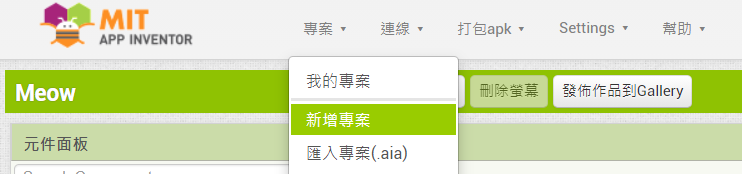 MIT
APP INVENTOR
專案 連線 打包apk Settings 幫助
我的專案
Meow 刪除螢幕 發佈作品到Gallery
新增專案
元件面板
匯入專案(.aia)